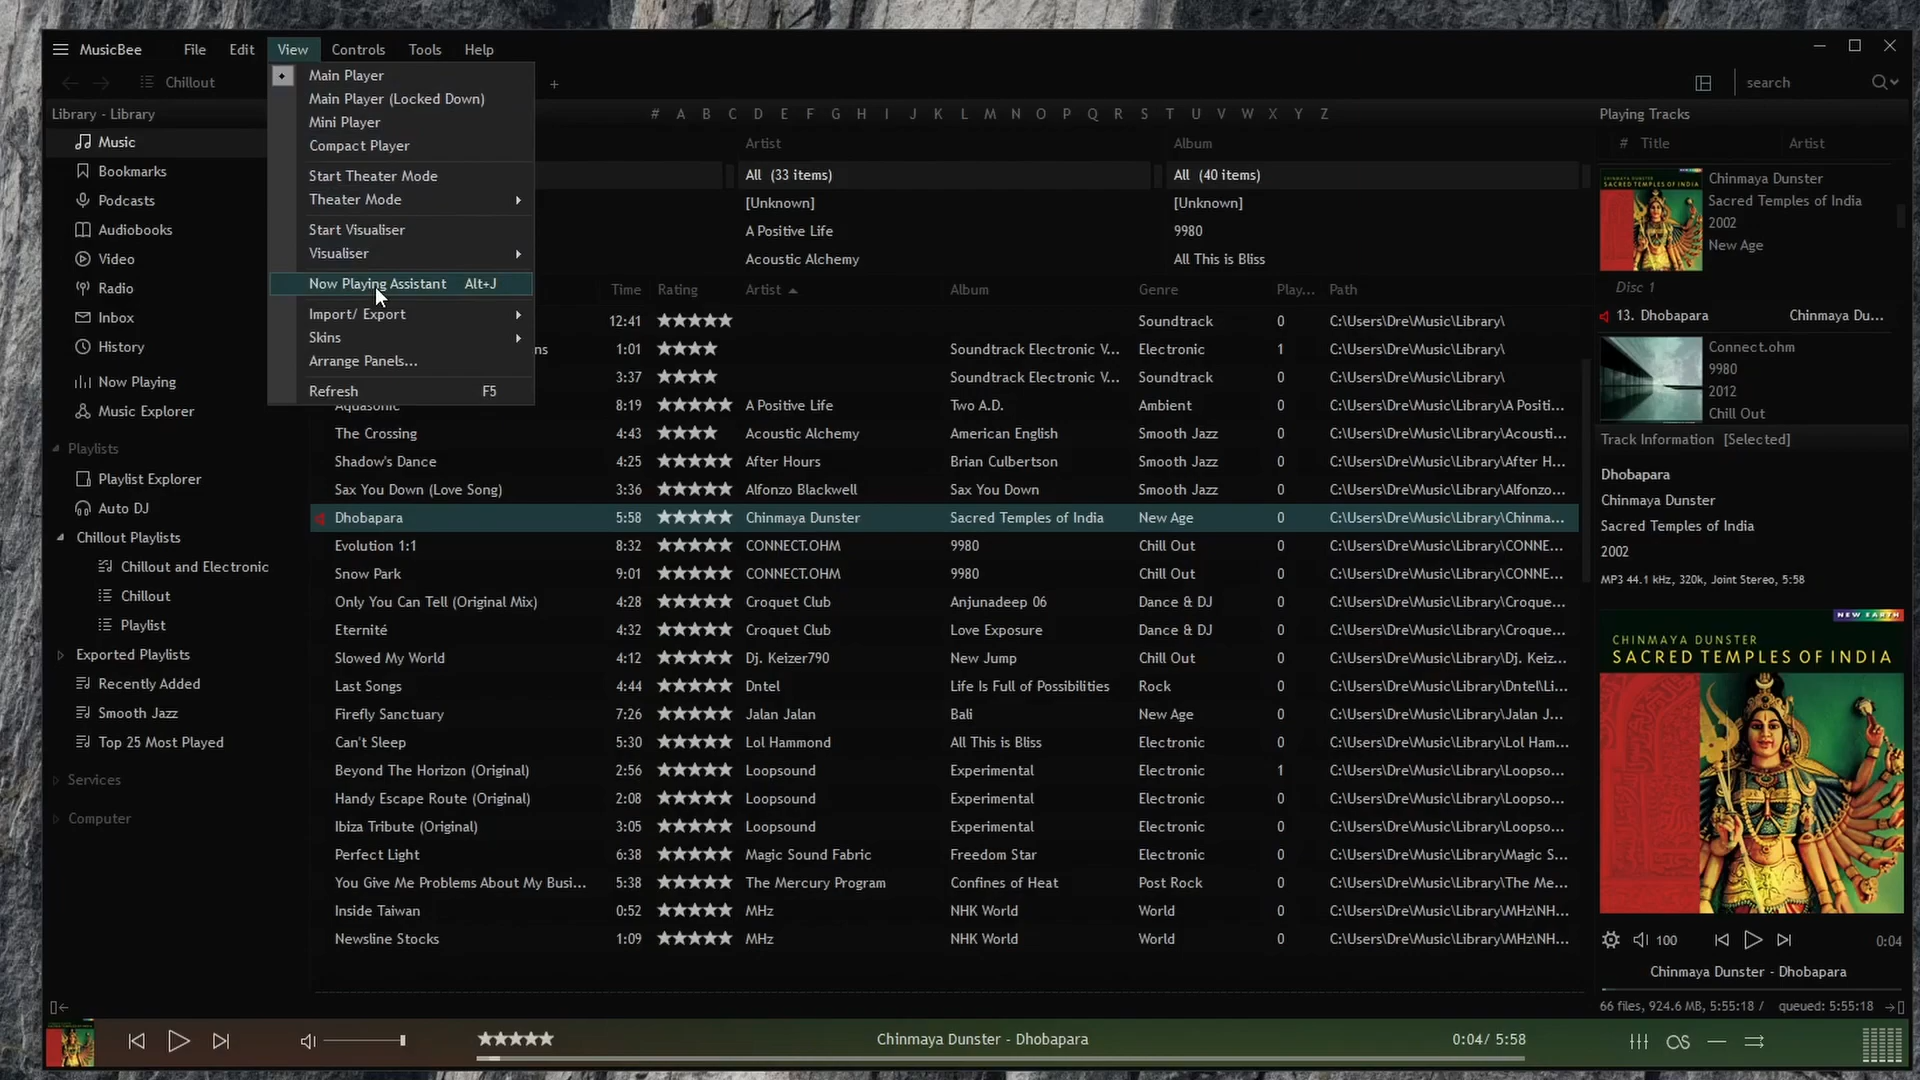 MusicBee
File Edit View Controls Tools Help
Chillout
search
Main Player
Main Player (Locked Down)
Mini Player
Compact Player
Start Theater Mode
Theater Mode
Start Visualiser
Visualiser
Now Playing Assistant Alt+J
Import/ Export
Skins
Arrange Panels...
Refresh F5
Library - Library
Music
Bookmarks
Podcasts
Audiobooks
Video
Radio
Inbox
History
Now Playing
Music Explorer
Playlists
Playlist Explorer
Auto DJ
Chillout Playlists
Chillout and Electronic
Chillout
Playlist
Exported Playlists
Recently Added
Smooth Jazz
Top 25 Most Played
Services
Computer
# A B C D E F G H I J K L M N O P Q R S T U V W X Y Z
Artist Album
All (33 items) All (40 items)
[Unknown] [Unknown]
A Positive Life 9980
Acoustic Alchemy All This is Bliss
Time Rating Artist Album Genre Play... Path
12:41 Soundtrack 0 C:\Users\Dre\Music\Library\
ns 1:01 Soundtrack Electronic V... Electronic 1 C:\Users\Dre\Music\Library\
3:37 Soundtrack Electronic V... Soundtrack 0 C:\Users\Dre\Music\Library\
Aquasonic 8:19 A Positive Life Two A.D. Ambient 0 C:\Users\Dre\Music\Library\A Positi...
The Crossing 4:43 Acoustic Alchemy American English Smooth Jazz 0 C:\Users\Dre\Music\Library\Acousti...
Shadow's Dance 4:25 After Hours Brian Culbertson Smooth Jazz 0 C:\Users\Dre\Music\Library\After H...
Sax You Down (Love Song) 3:36 Alfonzo Blackwell Sax You Down Smooth Jazz 0 C:\Users\Dre\Music\Library\Alfonzo...
Dhobapara 5:58 Chinmaya Dunster Sacred Temples of India New Age 0 C:\Users\Dre\Music\Library\Chinma...
Evolution 1:1 8:32 CONNECT.OHM 9980 Chill Out 0 C:\Users\Dre\Music\Library\CONNE...
Snow Park 9:01 CONNECT.OHM 9980 Chill Out 0 C:\Users\Dre\Music\Library\CONNE...
Only You Can Tell (Original Mix) 4:28 Croquet Club Anjunadeep 06 Dance & DJ 0 C:\Users\Dre\Music\Library\Croque...
Eternité 4:32 Croquet Club Love Exposure Dance & DJ 0 C:\Users\Dre\Music\Library\Croque...
Slowed My World 4:12 Dj. Keizer790 New Jump Chill Out 0 C:\Users\Dre\Music\Library\Dj. Keiz...
Last Songs 4:44 Dntel Life Is Full of Possibilities Rock 0 C:\Users\Dre\Music\Library\Dntel\Li...
Firefly Sanctuary 7:26 Jalan Jalan Bali New Age 0 C:\Users\Dre\Music\Library\Jalan J...
Can't Sleep 5:30 Lol Hammond All This is Bliss Electronic 0 C:\Users\Dre\Music\Library\Lol Ham...
Beyond The Horizon (Original) 2:56 Loopsound Experimental Electronic 1 C:\Users\Dre\Music\Library\Loopso...
Handy Escape Route (Original) 2:08 Loopsound Experimental Electronic 0 C:\Users\Dre\Music\Library\Loopso...
Ibiza Tribute (Original) 3:05 Loopsound Experimental Electronic 0 C:\Users\Dre\Music\Library\Loopso...
Perfect Light 6:38 Magic Sound Fabric Freedom Star Electronic 0 C:\Users\Dre\Music\Library\Magic S...
You Give Me Problems About My Busi... 5:38 The Mercury Program Confines of Heat Post Rock 0 C:\Users\Dre\Music\Library\The Me...
Inside Taiwan 0:52 MHz NHK World World 0 C:\Users\Dre\Music\Library\MHz\NH...
Newsline Stocks 1:09 MHz NHK World World 0 C:\Users\Dre\Music\Library\MHz\NH...
Playing Tracks
# Title Artist
Chinmaya Dunster
Sacred Temples of India
2002
New Age
Disc 1
13. Dhobapara Chinmaya Du...
Connect.ohm
9980
2012
Chill Out
Track Information [Selected]
Dhobapara
Chinmaya Dunster
Sacred Temples of India
2002
MP3 44.1 kHz, 320k, Joint Stereo, 5:58
NEW EARTH
CHINMAYA DUNSTER
SACRED TEMPLES OF INDIA
100 0:04
Chinmaya Dunster - Dhobapara
66 files, 924.6 MB, 5:55:18 / queued: 5:55:18
Chinmaya Dunster - Dhobapara 0:04/ 5:58